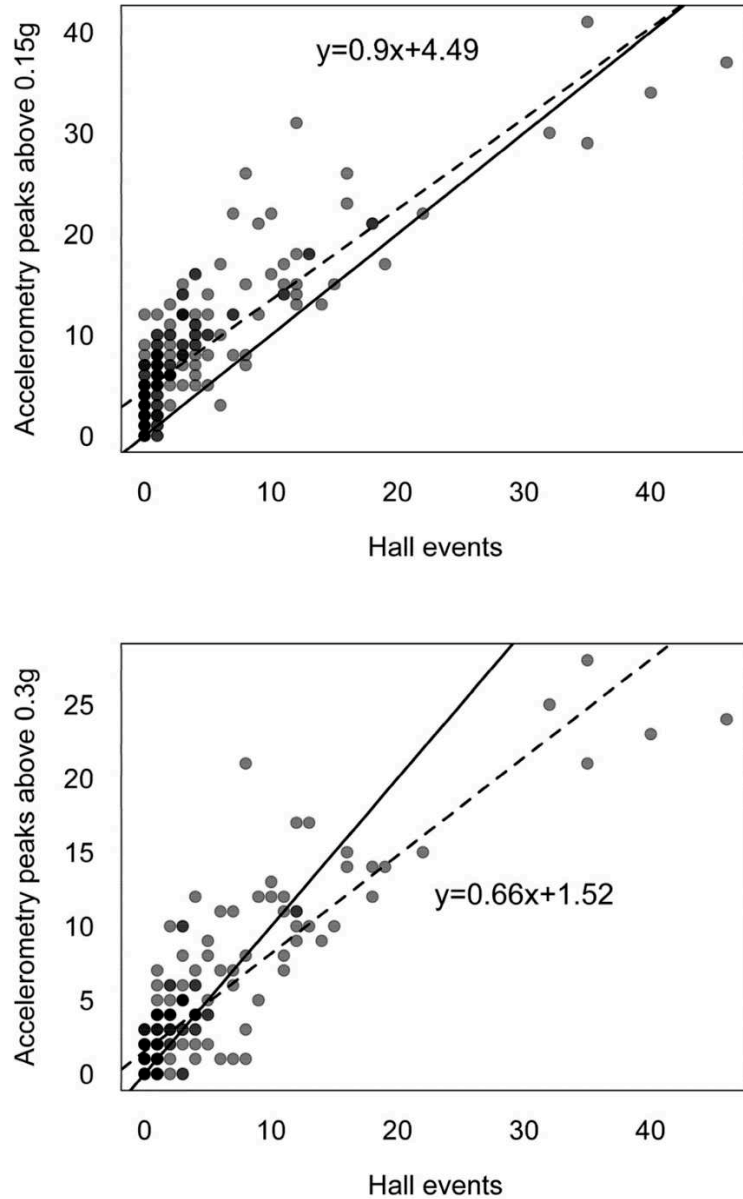 Accelerometry peaks above 0.15g
40
30
20
10
0
y=0.9x+4.49
0 10 20 30 40
Hall events
Accelerometry peaks above 0.3g
25
20
15
10
5
0
y=0.66x+1.52
0 10 20 30 40
Hall events